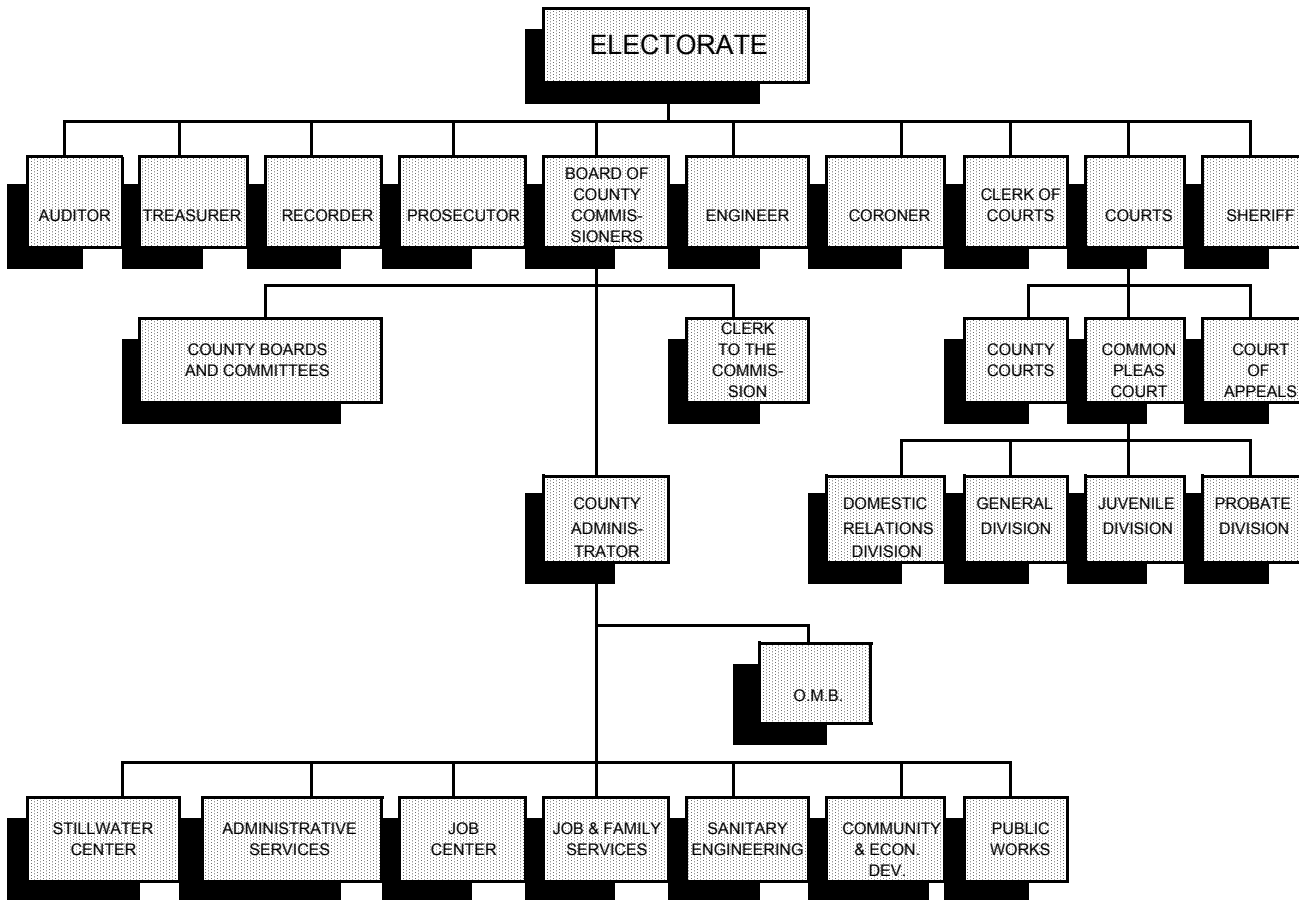 ELECTORATE
AUDITOR
TREASURER
RECORDER
PROSECUTOR
BOARD OF
COUNTY
COMMIS-
SIONERS
ENGINEER
CORONER
CLERK OF
COURTS
COURTS
SHERIFF
COUNTY BOARDS
AND COMMITTEES
CLERK
TO THE
COMMIS-
SION
COUNTY
COURTS
COMMON
PLEAS
COURT
COURT
OF
APPEALS
COUNTY
ADMINIS-
TRATOR
DOMESTIC
RELATIONS
DIVISION
GENERAL
DIVISION
JUVENILE
DIVISION
PROBATE
DIVISION
O.M.B.
STILLWATER
CENTER
ADMINISTRATIVE
SERVICES
JOB
CENTER
JOB & FAMILY
SERVICES
SANITARY
ENGINEERING
COMMUNITY
& ECON.
DEV.
PUBLIC
WORKS